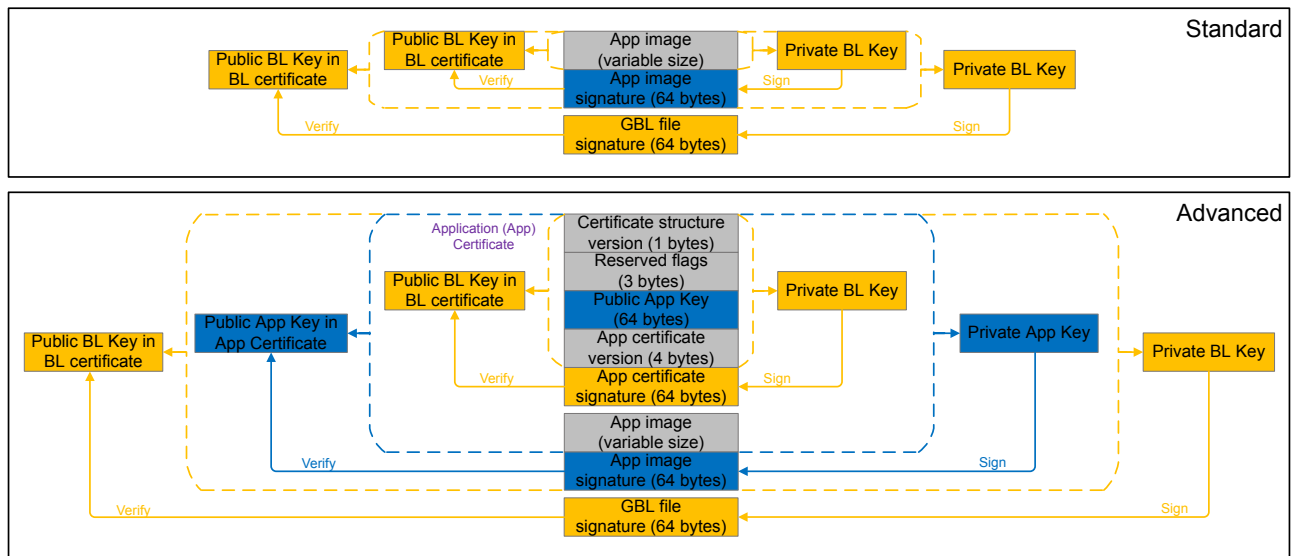 Standard
Public BL Key in
BL certificate
Public BL Key in
BL certificate
App image
(variable size)
Private BL Key
Private BL Key
Verify
App image
signature (64 bytes)
Sign
Verify
GBL file
signature (64 bytes)
Sign
Advanced
Application (App)
Certificate
Certificate structure
version (1 bytes)
Reserved flags
(3 bytes)
Public BL Key in
BL certificate
Private BL Key
Public App Key
(64 bytes)
Public App Key in
App Certificate
Private App Key
Public BL Key in
BL certificate
App certificate
version (4 bytes)
Private BL Key
Verify
App certificate
signature (64 bytes)
Sign
App image
(variable size)
Verify
App image
signature (64 bytes)
Sign
Verify
GBL file
signature (64 bytes)
Sign